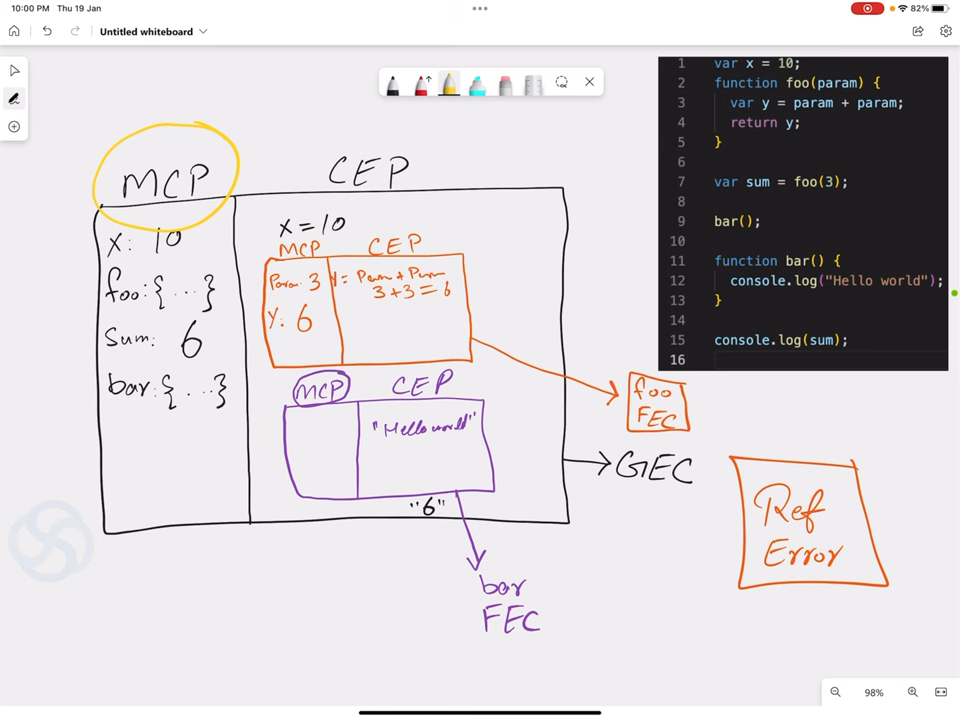 10:00 PM Thu 19 Jan
82%
Untitled whiteboard
MCP
CEP
x: 10
foo:{...}
Sum: 6
bar:{....}
x=10
MCP CEP
Param: 3
Y: 6
Y= Param + Param
3+3=6
MCP CEP
"Hello world"
"6"
foo
FEC
GEC
bar
FEC
Ref
Error
1 var x = 10;
2 function foo(param) {
3 var y = param + param;
4 return y;
5 }
6
7 var sum = foo(3);
8
9 bar();
10
11 function bar() {
12 console.log("Hello world");
13 }
14
15 console.log(sum);
16
98%